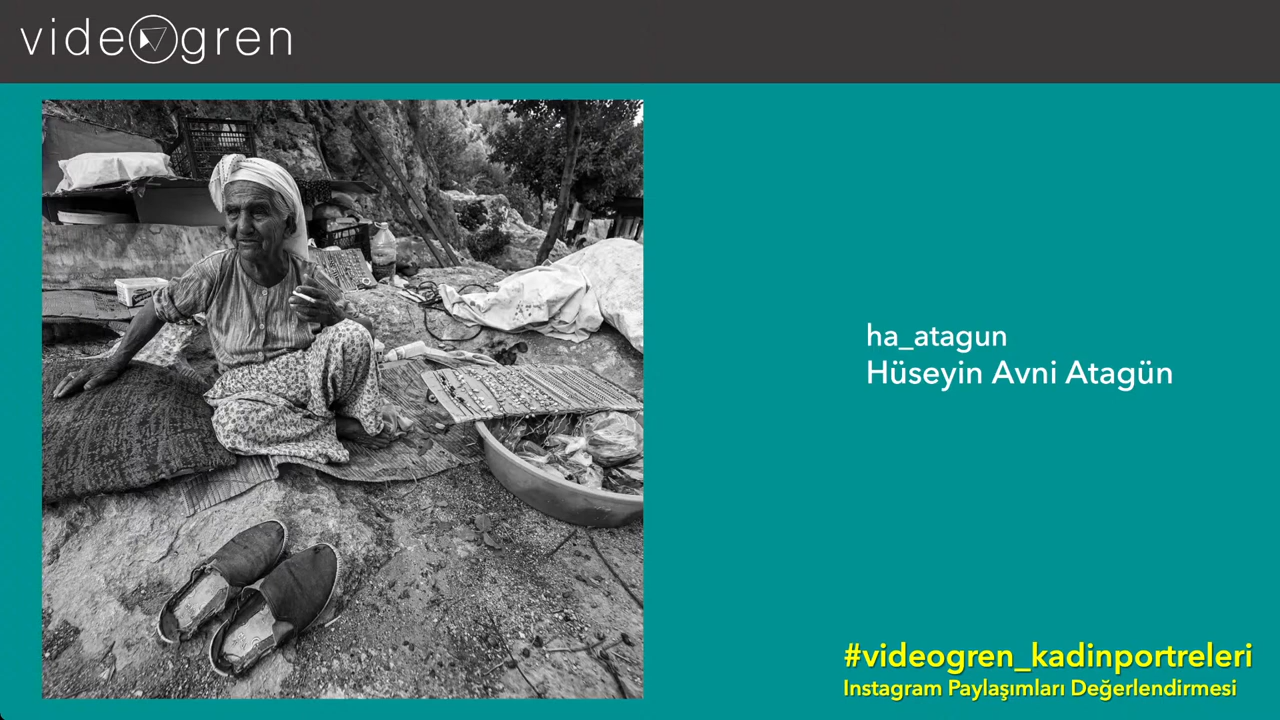 videogren
ha_atagun
Hüseyin Avni Atagün
#videogren_kadinportreleri
Instagram Paylaşımları Değerlendirmesi